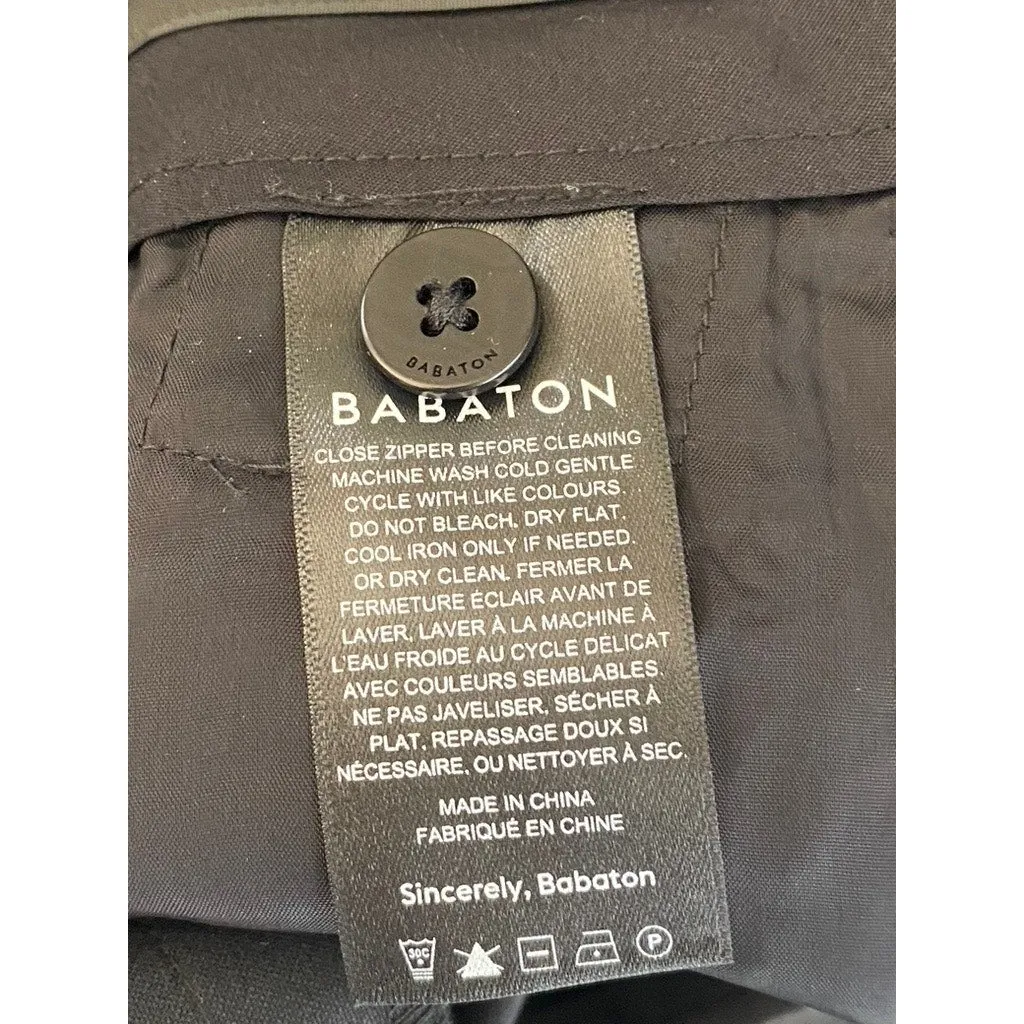 BABATON
BABATON
CLOSE ZIPPER BEFORE CLEANING
MACHINE WASH COLD GENTLE
CYCLE WITH LIKE COLOURS.
DO NOT BLEACH. DRY FLAT.
COOL IRON ONLY IF NEEDED.
OR DRY CLEAN. FERMER LA
FERMETURE ÉCLAIR AVANT DE
LAVER. LAVER À LA MACHINE À
L'EAU FROIDE AU CYCLE DÉLICAT
AVEC COULEURS SEMBLABLES.
NE PAS JAVELISER. SÉCHER À
PLAT. REPASSAGE DOUX SI
NÉCESSAIRE. OU NETTOYER À SEC.
MADE IN CHINA
FABRIQUÉ EN CHINE
Sincerely, Babaton
30C P